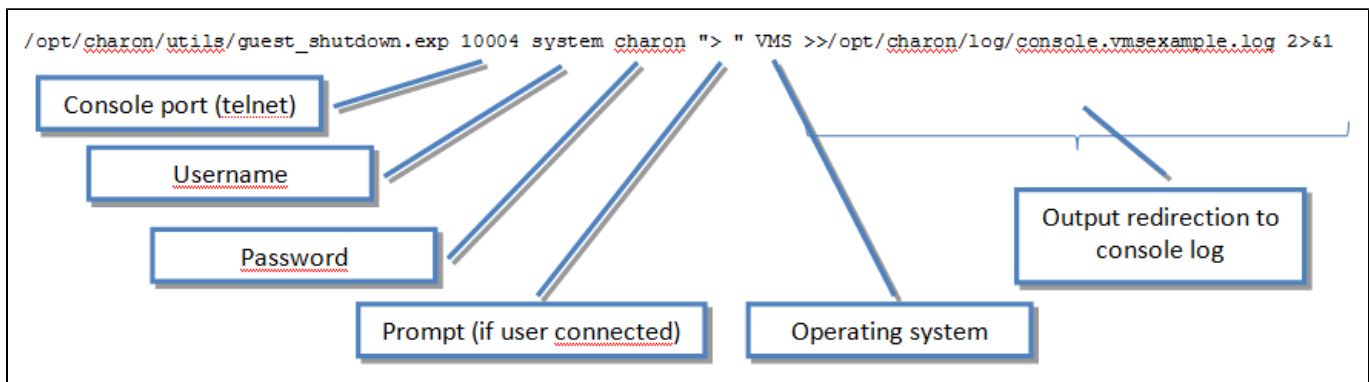 /opt/charon/utils/guest_shutdown.exp 10004 system charon "> " VMS >>/opt/charon/log/console.vmsexample.log 2>&1
Console port (telnet)
Username
Password
Prompt (if user connected)
Operating system
Output redirection to
console log